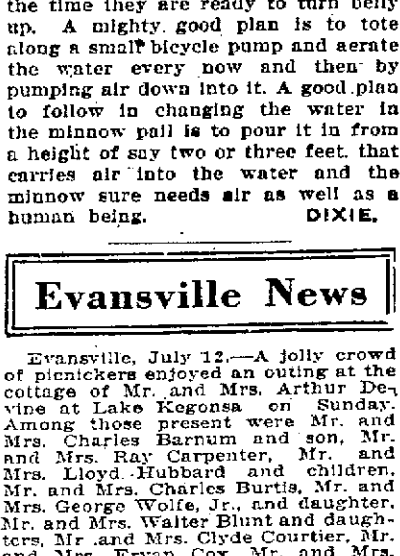 the time they are ready to turn belly
up. A mighty good plan is to tote
along a small bicycle pump and aerate
the water every now and then by
pumping air down into it. A good plan
to follow in changing the water in
the minnow pail is to pour it in from
a height of say two or three feet. that
carries air into the water and the
minnow sure needs air as well as a
human being. DIXIE.
Evansville News
Evansville, July 12.—A jolly crowd
of picnickers enjoyed an outing at the
cottage of Mr. and Mrs. Arthur De-
vine at Lake Kegonsa on Sunday.
Among those present were Mr. and
Mrs. Charles Barnum and son, Mr.
and Mrs. Ray Carpenter, Mr. and
Mrs. Lloyd Hubbard and children,
Mr. and Mrs. Charles Burtis, Mr. and
Mrs. George Wolfe, Jr., and daughter,
Mr. and Mrs. Walter Blunt and daugh-
ters, Mr .and Mrs. Clyde Courtier, Mr.
and Mrs. Ervan Cox, Mr. and Mrs.